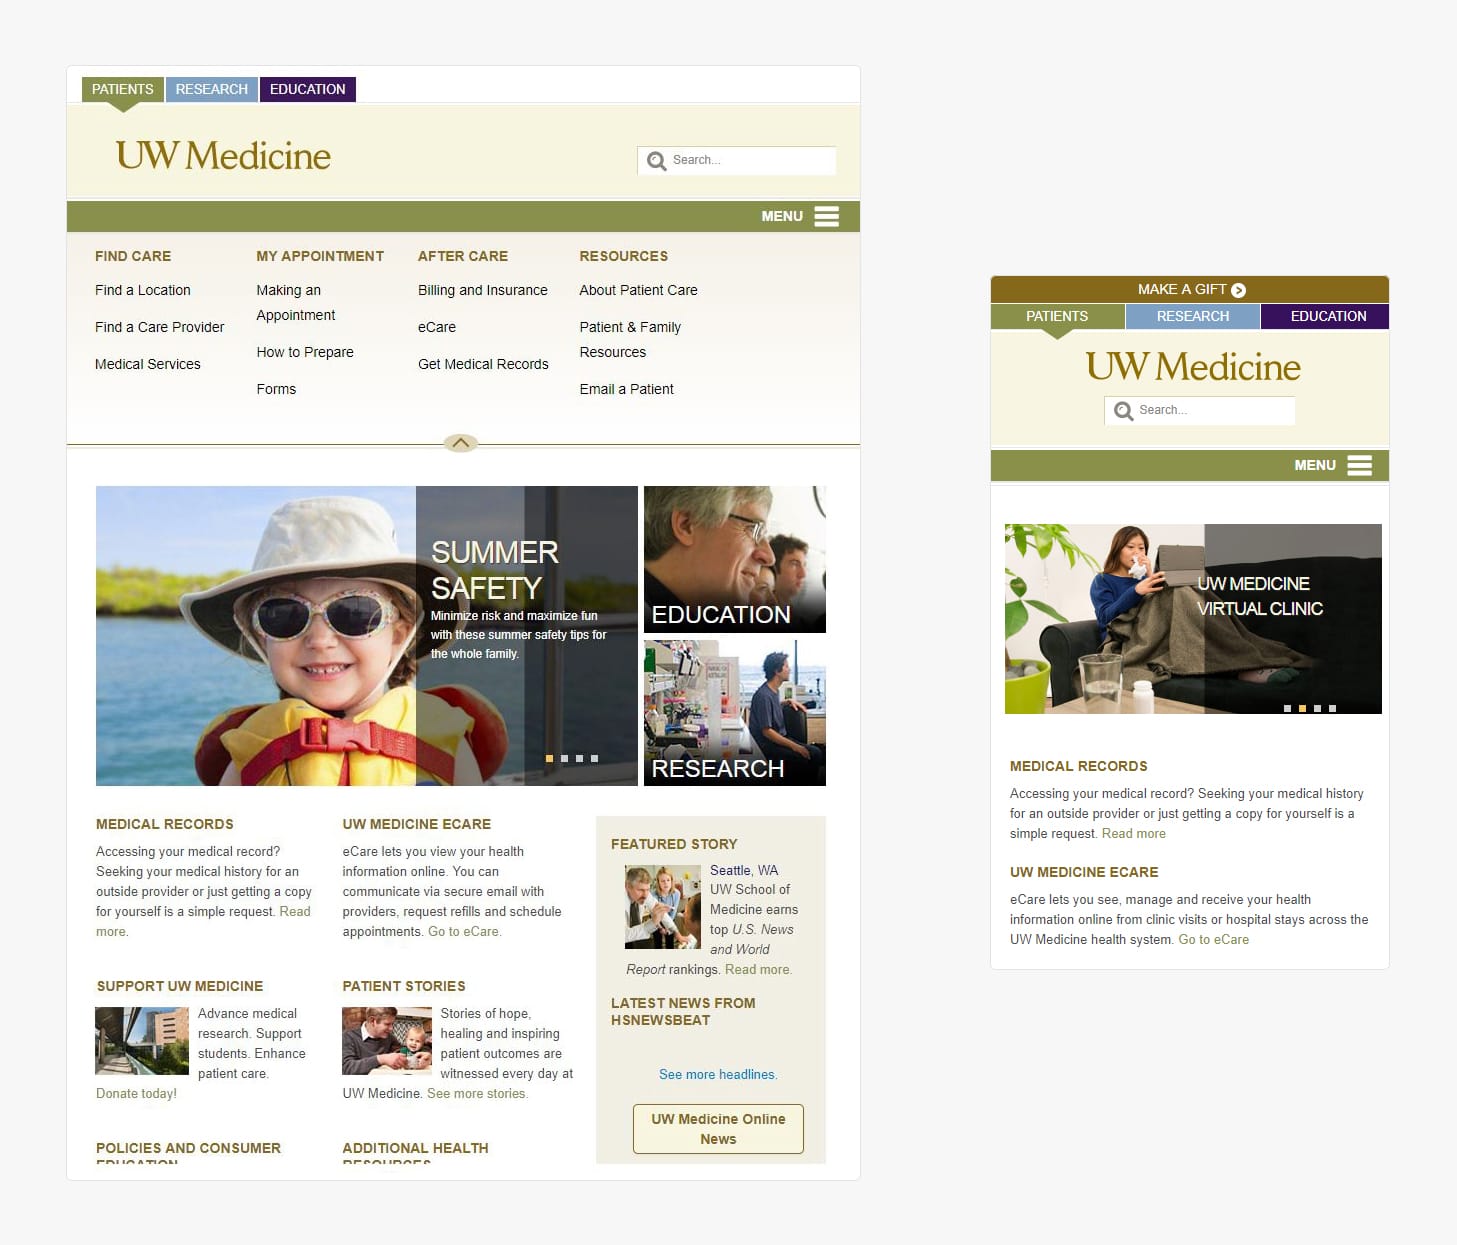 PATIENTS RESEARCH EDUCATION
UW Medicine
Search...
MENU
FIND CARE
Find a Location
Find a Care Provider
Medical Services
MY APPOINTMENT
Making an
Appointment
How to Prepare
Forms
AFTER CARE
Billing and Insurance
eCare
Get Medical Records
RESOURCES
About Patient Care
Patient & Family
Resources
Email a Patient
SUMMER
SAFETY
Minimize risk and maximize fun
with these summer safety tips for
the whole family.
EDUCATION
RESEARCH
MEDICAL RECORDS
Accessing your medical record?
Seeking your medical history for an
outside provider or just getting a copy
for yourself is a simple request. Read
more.
UW MEDICINE ECARE
eCare lets you view your health
information online. You can
communicate via secure email with
providers, request refills and schedule
appointments. Go to eCare.
SUPPORT UW MEDICINE
Advance medical
research. Support
students. Enhance
patient care.
Donate today!
PATIENT STORIES
Stories of hope,
healing and inspiring
patient outcomes are
witnessed every day at
UW Medicine. See more stories.
POLICIES AND CONSUMER
EDUCATION
ADDITIONAL HEALTH
RESOURCES
FEATURED STORY
Seattle, WA
UW School of
Medicine earns
top U.S. News
and World
Report rankings. Read more.
LATEST NEWS FROM
HSNEWSBEAT
See more headlines.
UW Medicine Online
News
MAKE A GIFT
PATIENTS RESEARCH EDUCATION
UW Medicine
Search...
MENU
UW MEDICINE
VIRTUAL CLINIC
MEDICAL RECORDS
Accessing your medical record? Seeking your medical history
for an outside provider or just getting a copy for yourself is a
simple request. Read more
UW MEDICINE ECARE
eCare lets you see, manage and receive your health
information online from clinic visits or hospital stays across the
UW Medicine health system. Go to eCare